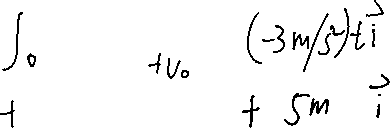 ∫₀ +v₀ (-3m/s²)t i⃗
+ + 5m i⃗